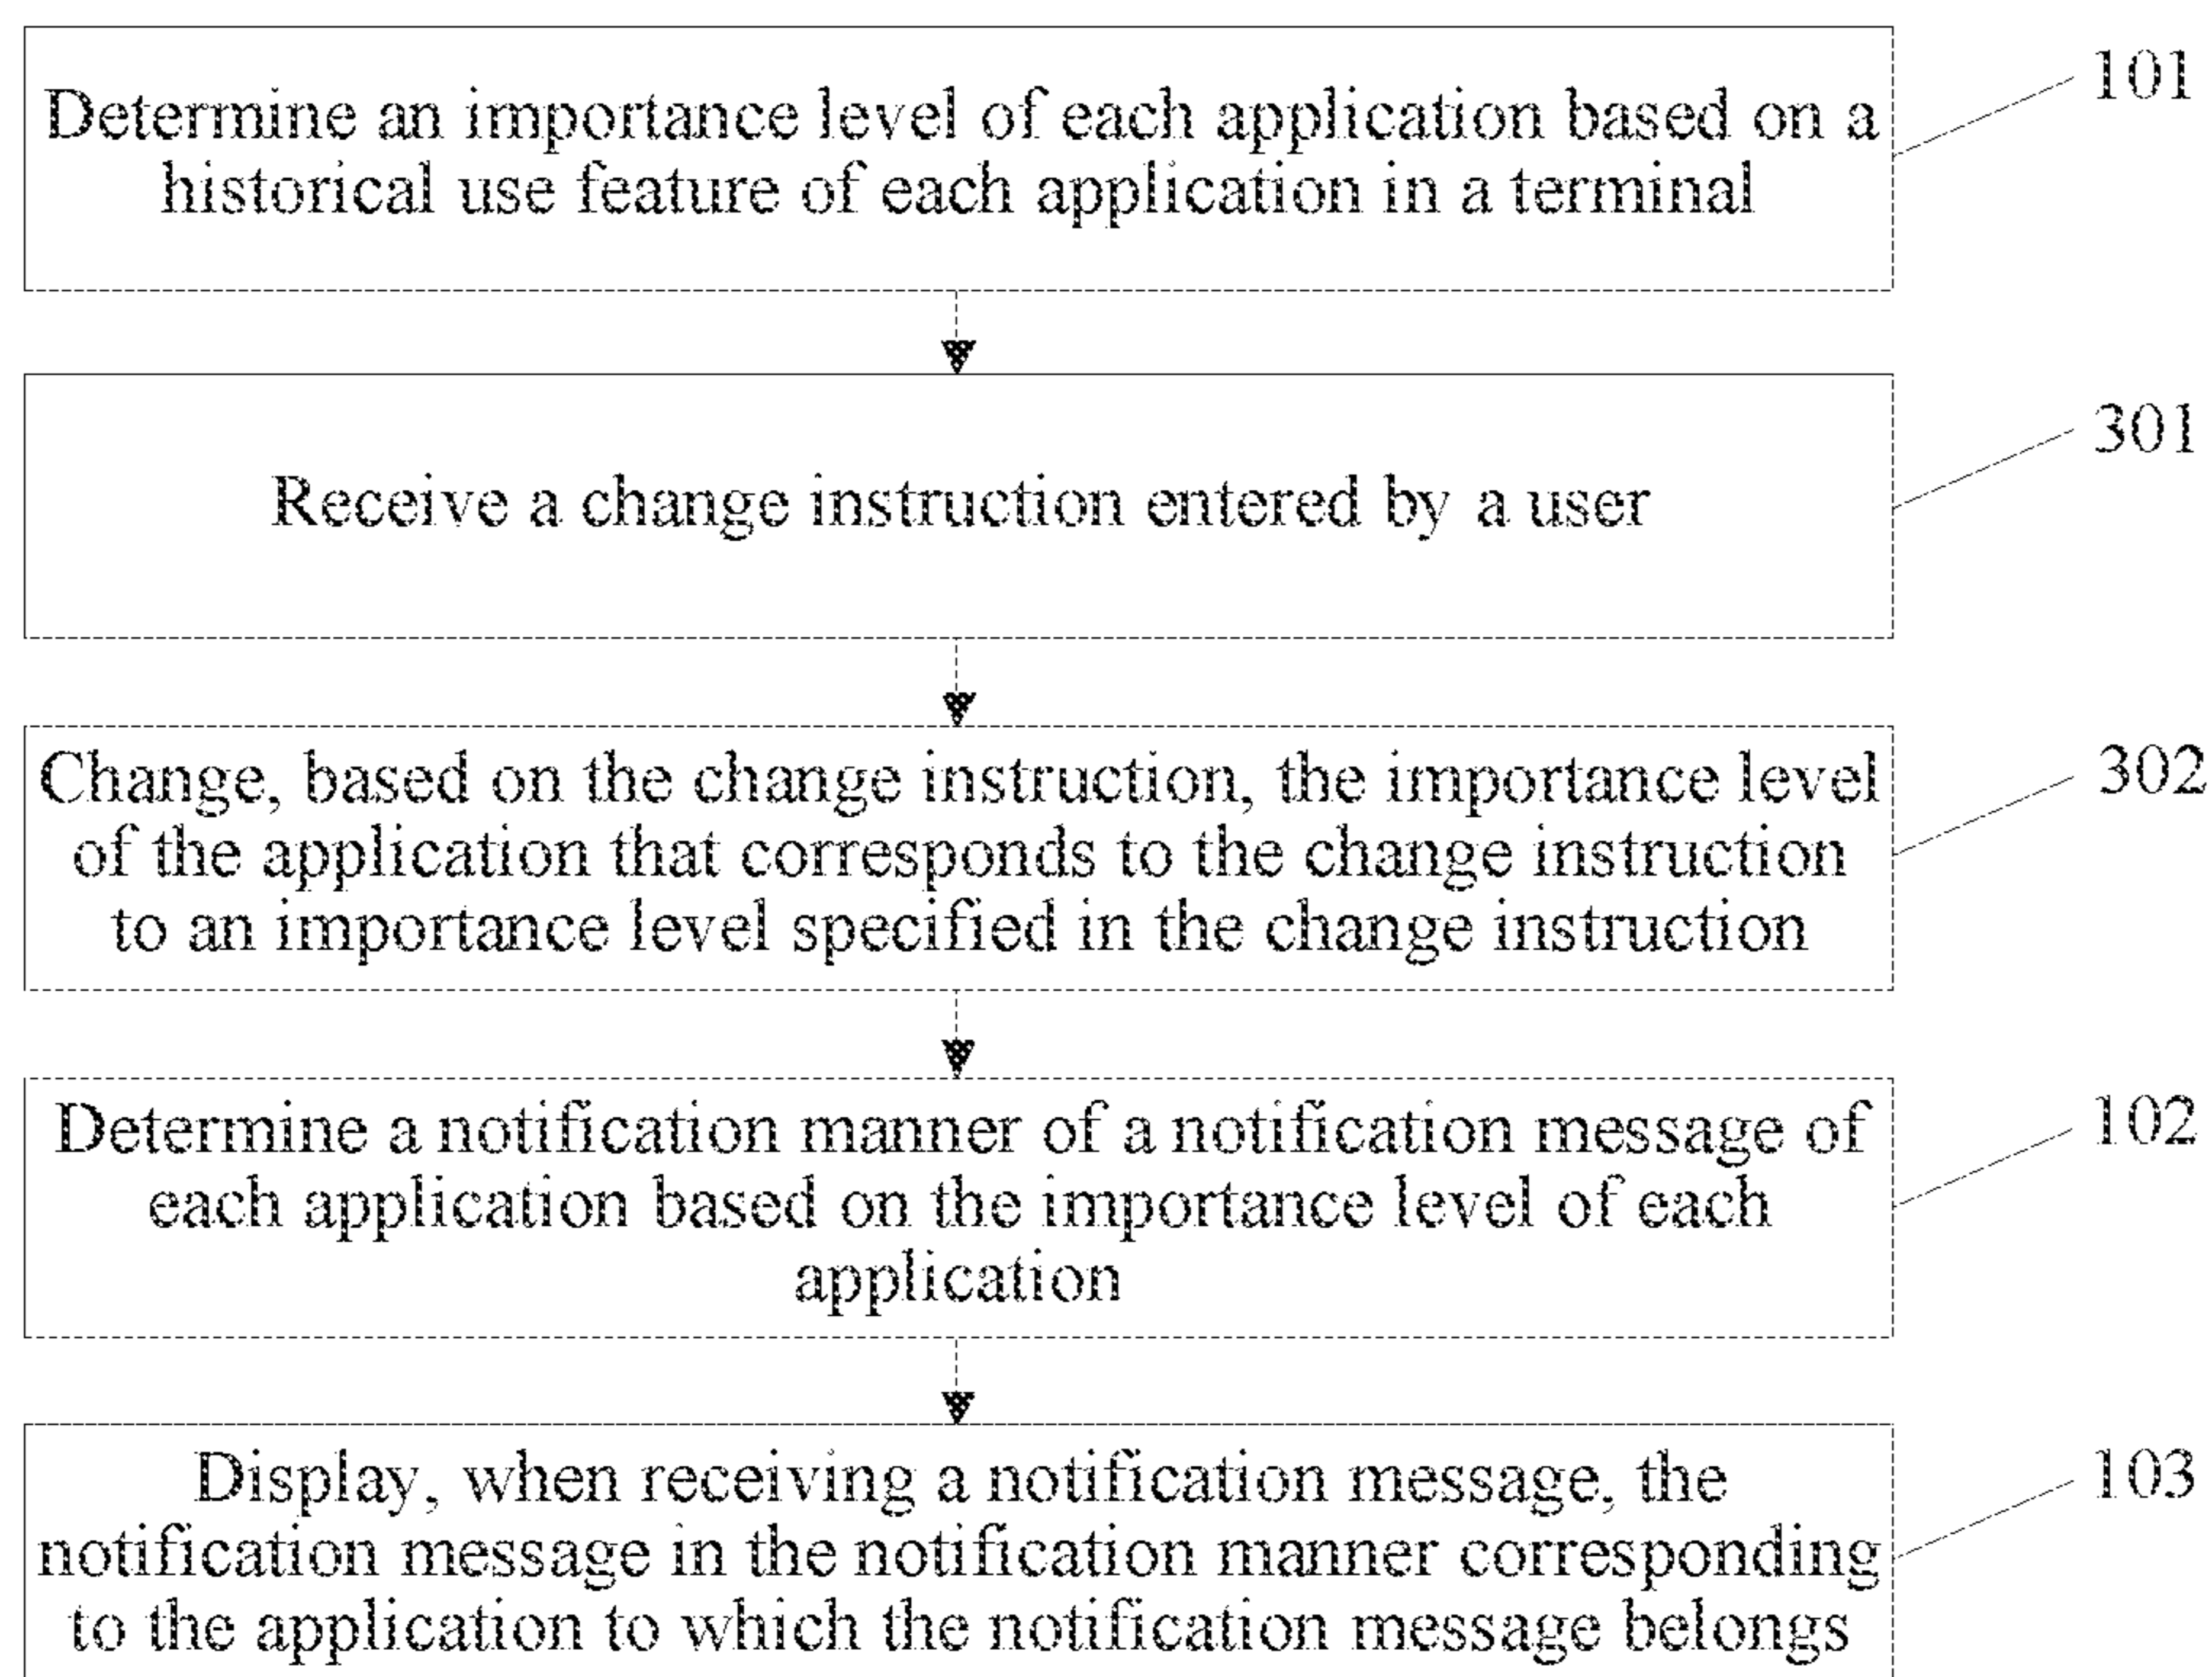 Determine an importance level of each application based on a
historical use feature of each application in a terminal
101
Receive a change instruction entered by a user
301
Change, based on the change instruction, the importance level
of the application that corresponds to the change instruction
to an importance level specified in the change instruction
302
Determine a notification manner of a notification message of
each application based on the importance level of each
application
102
Display, when receiving a notification message, the
notification message in the notification manner corresponding
to the application to which the notification message belongs
103